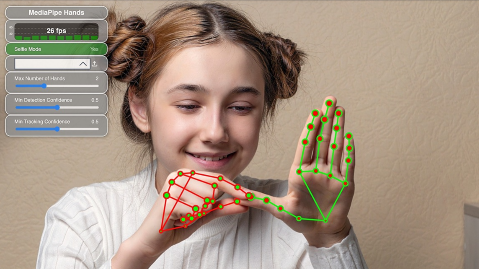 MediaPipe Hands
26 fps
Selfie Mode Yes
Max Number of Hands 2
Min Detection Confidence 0.5
Min Tracking Confidence 0.5